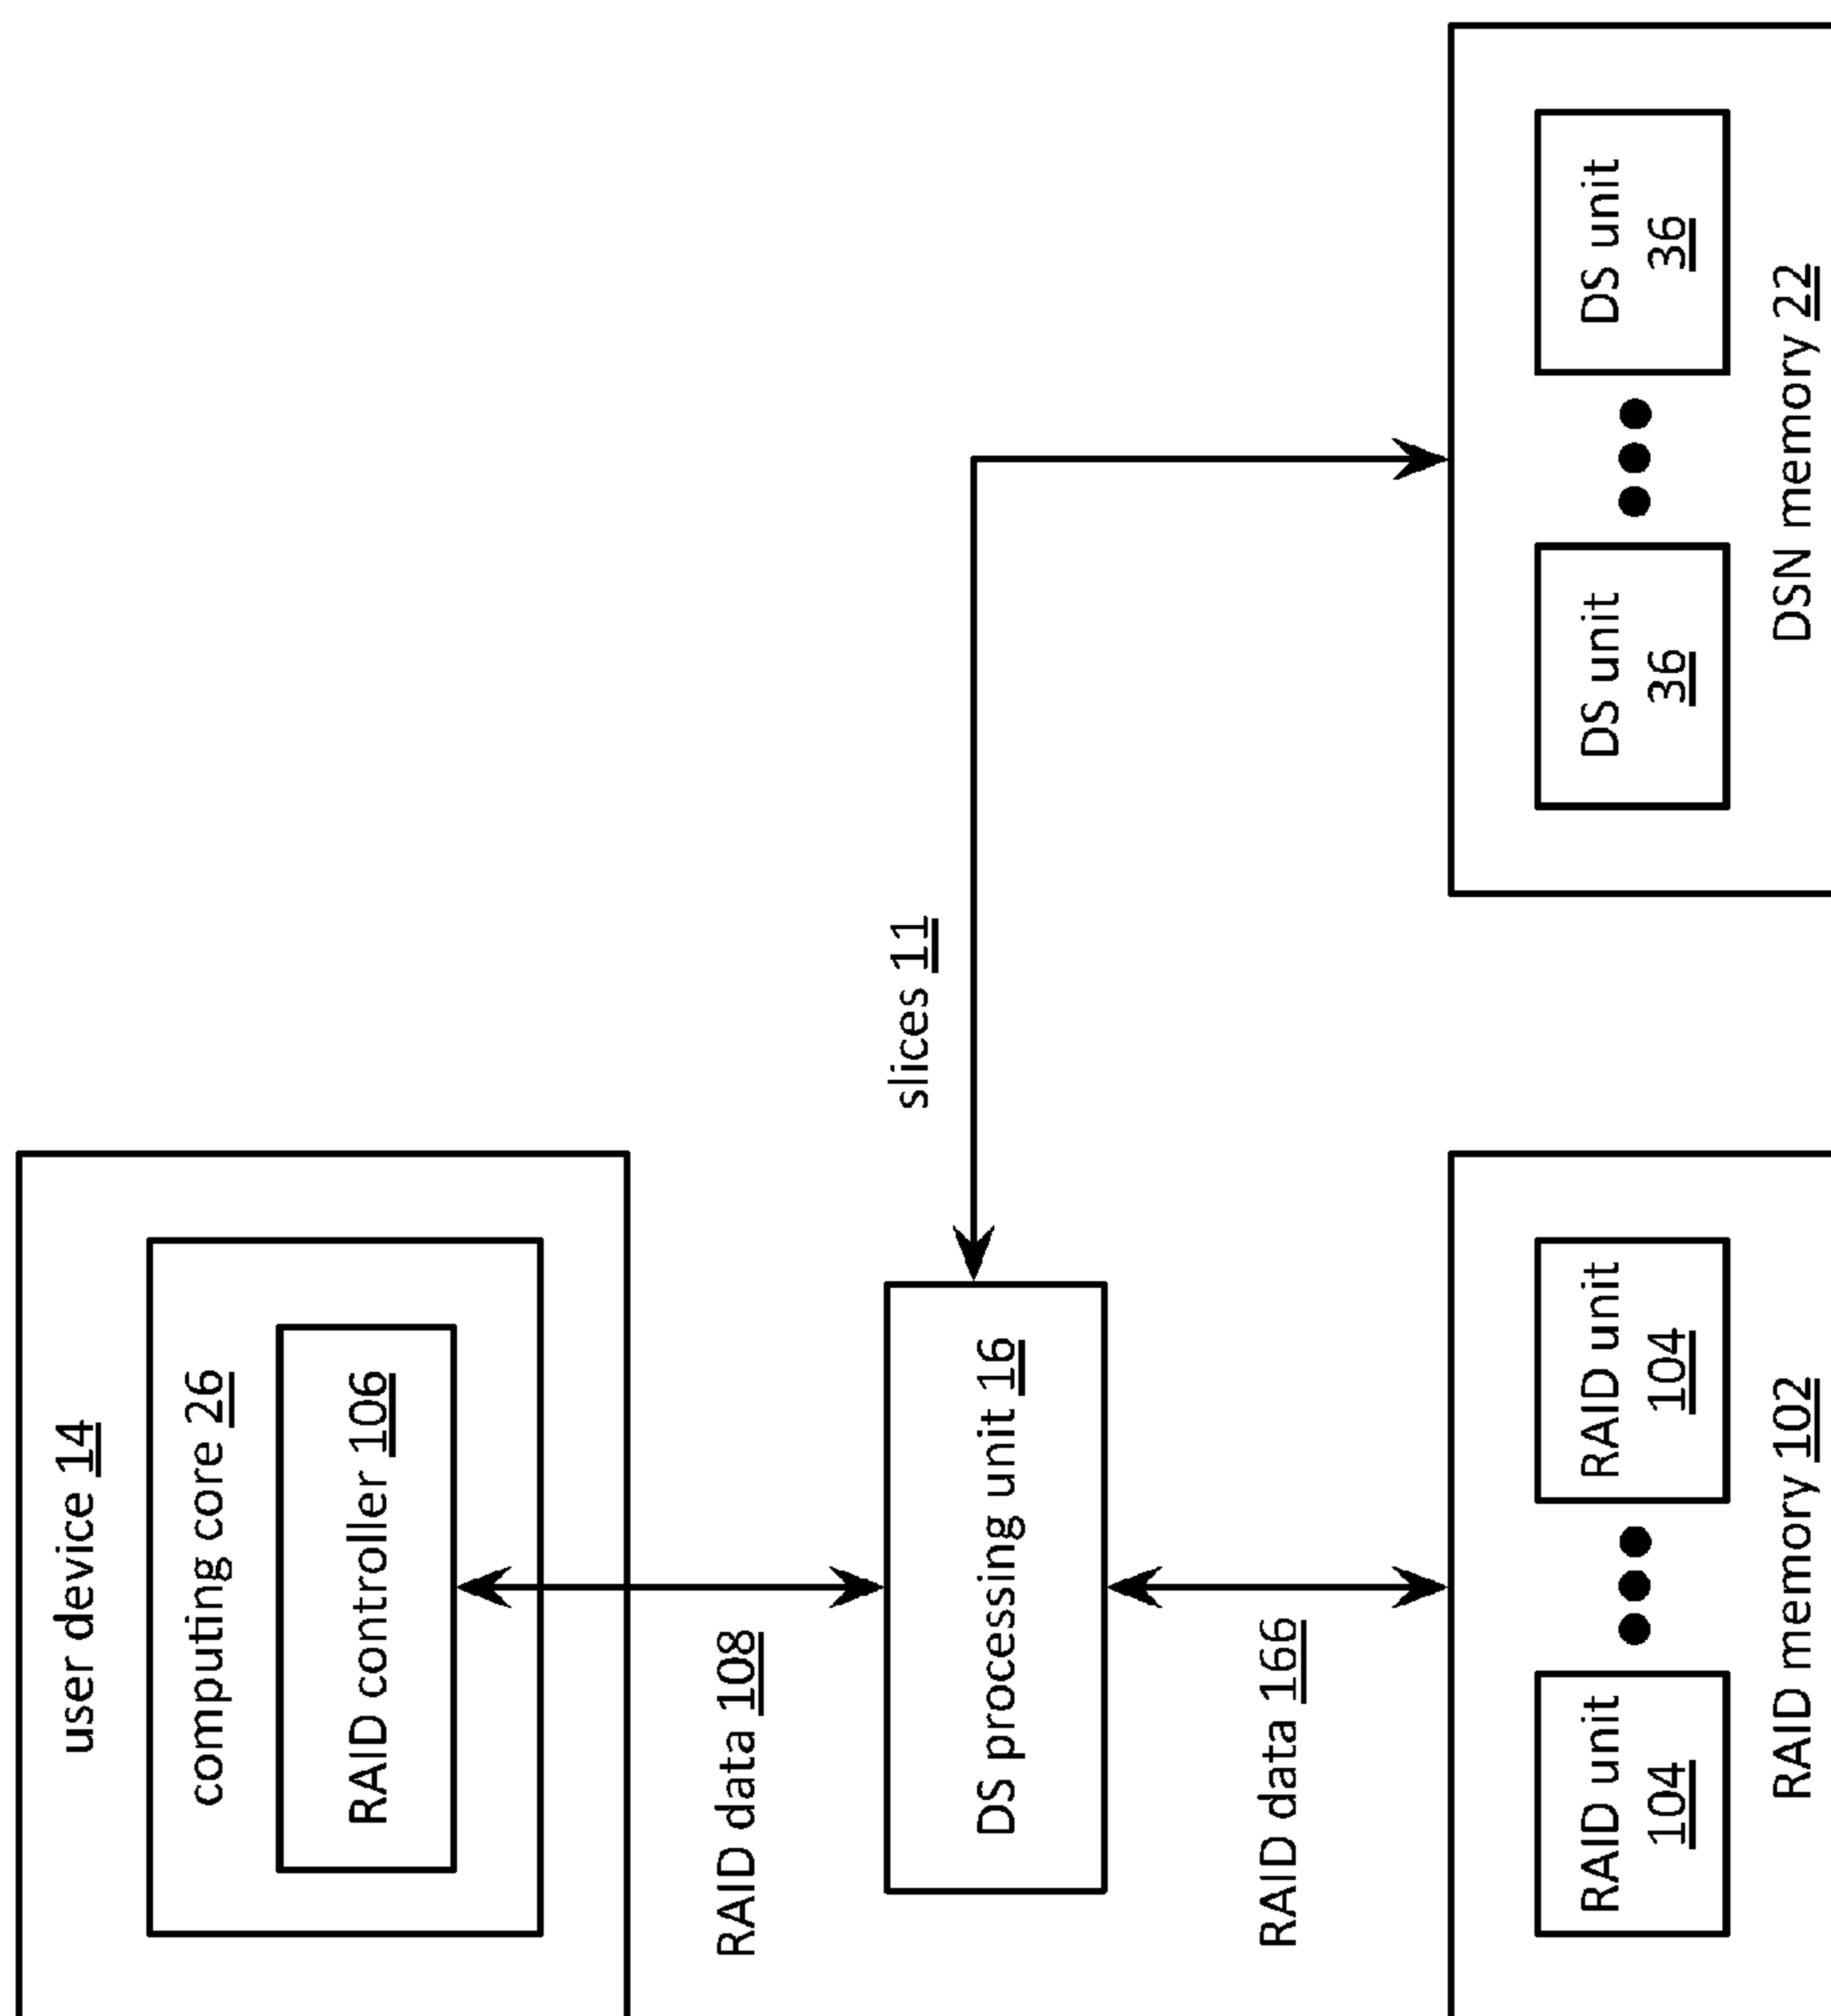 user device 14
computing core 26
RAID controller 106
RAID data 108
slices 11
DS processing unit 16
RAID data 166
RAID unit
104
RAID unit
104
RAID memory 102
DS unit
36
DS unit
36
DSN memory 22